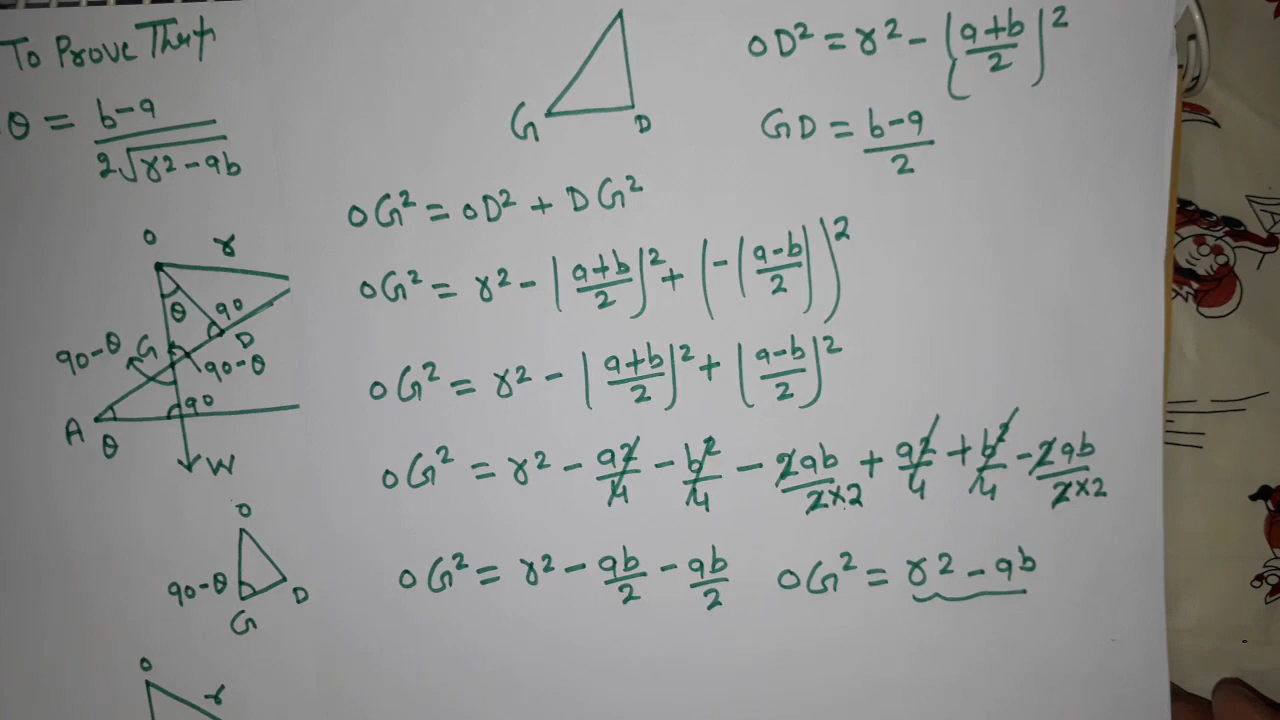 To Prove That
θ = b-a / 2√r2-ab
O r
θ 90
90-θ G D
90-θ
A 90
θ
W
O
90-θ D
G
O r
G D
OD² = r² - (a+b/2)²
GD = b-a/2
OG² = OD² + DG²
OG² = r² - (a+b/2)² + (-(a-b/2))²
OG² = r² - (a+b/2)² + (a-b/2)²
OG² = r² - a²/4 - b²/4 - 2ab/2×2 + a²/4 + b²/4 - 2ab/2×2
OG² = r² - ab/2 - ab/2 OG² = r² - ab